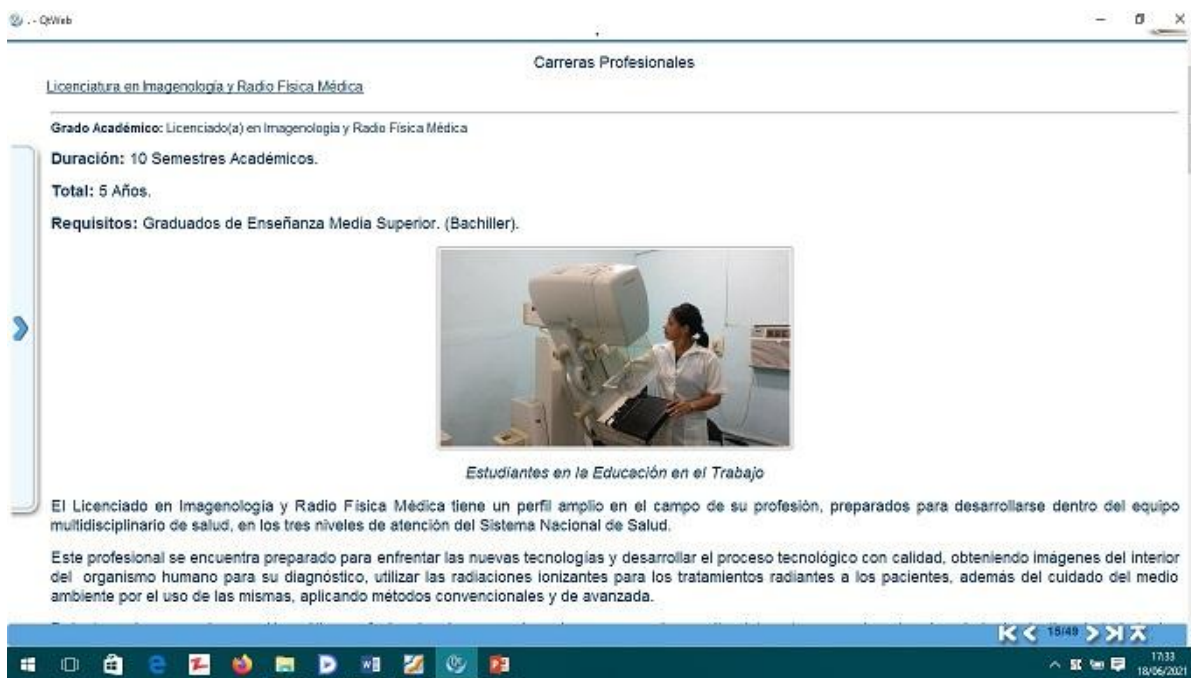 . - QtWeb
Carreras Profesionales
Licenciatura en Imagenología y Radio Física Médica
Grado Académico: Licenciado(a) en Imagenología y Radio Física Médica
Duración: 10 Semestres Académicos.
Total: 5 Años.
Requisitos: Graduados de Enseñanza Media Superior. (Bachiller).
Estudiantes en la Educación en el Trabajo
El Licenciado en Imagenología y Radio Física Médica tiene un perfil amplio en el campo de su profesión, preparados para desarrollarse dentro del equipo
multidisciplinario de salud, en los tres niveles de atención del Sistema Nacional de Salud.
Este profesional se encuentra preparado para enfrentar las nuevas tecnologías y desarrollar el proceso tecnológico con calidad, obteniendo imágenes del interior
del organismo humano para su diagnóstico, utilizar las radiaciones ionizantes para los tratamientos radiantes a los pacientes, además del cuidado del medio
ambiente por el uso de las mismas, aplicando métodos convencionales y de avanzada.
15/49
17:33
18/06/2021